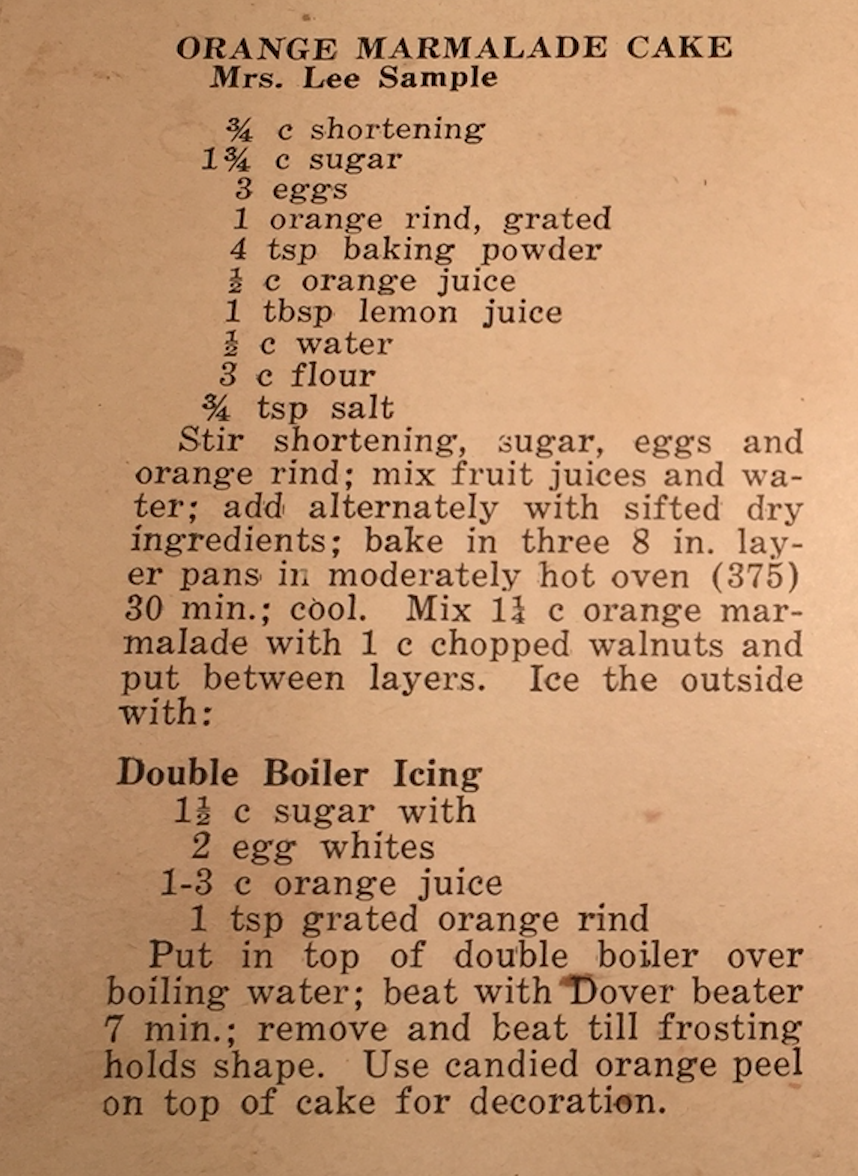 ORANGE MARMALADE CAKE
Mrs. Lee Sample
¾ c shortening
1¾ c sugar
3 eggs
1 orange rind, grated
4 tsp baking powder
½ c orange juice
1 tbsp lemon juice
½ c water
3 c flour
¾ tsp salt
Stir shortening, sugar, eggs and
orange rind; mix fruit juices and wa-
ter; add alternately with sifted dry
ingredients; bake in three 8 in. lay-
er pans in moderately hot oven (375)
30 min.; cool. Mix 1¼ c orange mar-
malade with 1 c chopped walnuts and
put between layers. Ice the outside
with:
Double Boiler Icing
1½ c sugar with
2 egg whites
1-3 c orange juice
1 tsp grated orange rind
Put in top of double boiler over
boiling water; beat with Dover beater
7 min.; remove and beat till frosting
holds shape. Use candied orange peel
on top of cake for decoration.